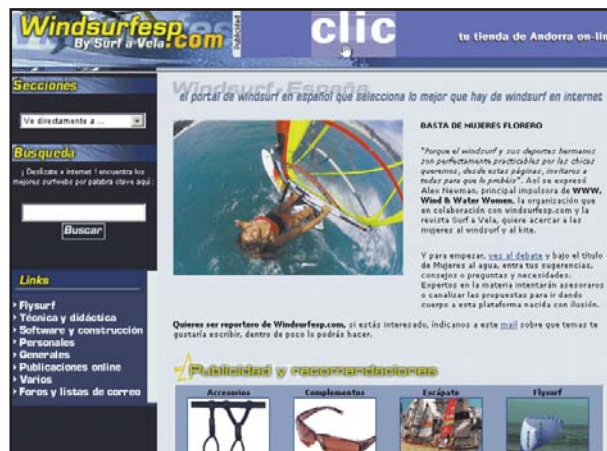 Windsurfesp.com
By Surf a Vela
Publicidad
clic
tu tienda de Andorra on-lin
Secciones
Ve directamente a ...
Busqueda
¡ Deslízate x internet ! encuentra los
mejores surfwebs por palabra clave aquí:
Buscar
Links
Flysurf
Técnica y didáctica
Software y construcción
Personales
Generales
Publicaciones online
Varios
Foros y listas de correo
Windsurf-España
el portal de windsurf en español que selecciona lo mejor que hay de windsurf en internet
BASTA DE MUJERES FLORERO
"Porque el windsurf y sus deportes hermanos
son perfectamente practicables por las chicas
queremos, desde estas páginas, invitaros a
todas para que lo probéis". Así se expresó
Alex Newman, principal impulsora de WWW,
Wind & Water Women, la organización que
en colaboración con windsurfesp.com y la
revista Surf a Vela, quiere acercar a las
mujeres al windsurf y al kite.
Y para empezar, ves al debate y bajo el título
de Mujeres al agua, entra tus sugerencias,
consejos o preguntas y necesidades.
Expertos en la materia intentarán asesoraros
o canalizar las propuestas para ir dando
cuerpo a esta plataforma nacida con ilusión.
Quieres ser reportero de Windsurfesp.com, si estás interesado, indícanos a este mail sobre que temas te
gustaría escribir, dentro de poco lo podrás hacer.
Publicidad y recomendaciones
Accesorios
Complementos
Escápate
Flysurf